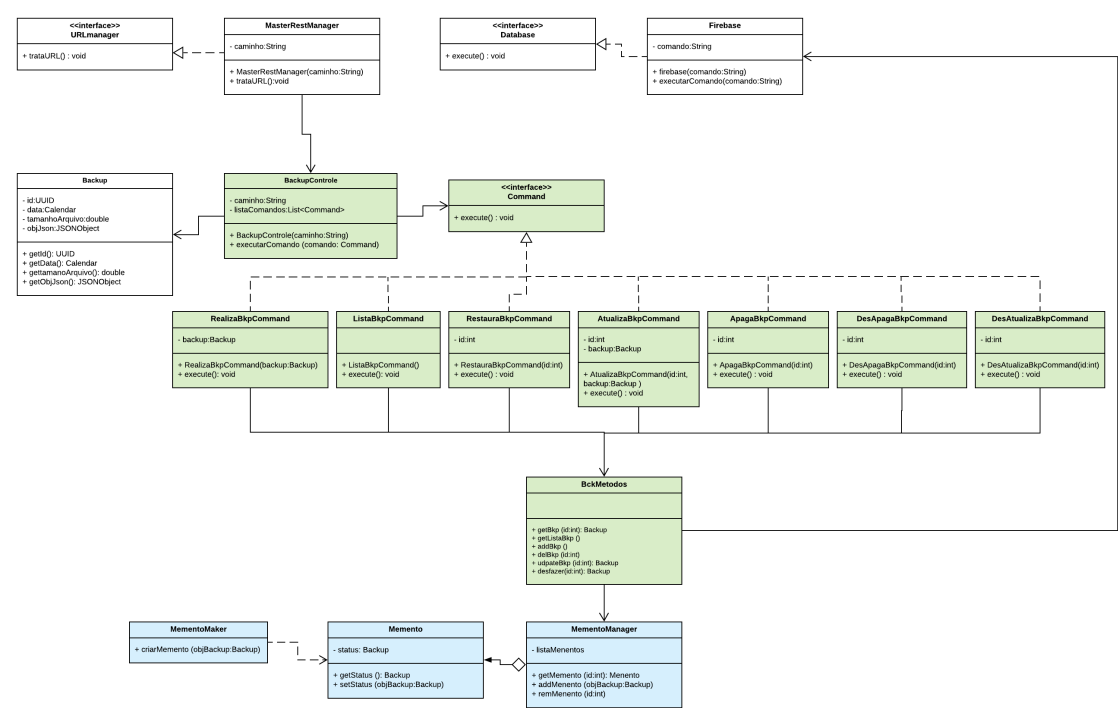 <<interface>>
URLmanager
+ trataURL() : void
MasterRestManager
- caminho:String
+ MasterRestManager(caminho:String)
+ trataURL():void
<<interface>>
Database
+ execute() : void
Firebase
- comando:String
+ firebase(comando:String)
+ executarComando(comando:String)
Backup
- id:UUID
- data:Calendar
- tamanhoArquivo:double
- objJson:JSONObject
+ getId(): UUID
+ getData(): Calendar
+ gettamanoArquivo(): double
+ getObjJson(): JSONObject
BackupControle
- caminho:String
- listaComandos:List<Command>
+ BackupControle(caminho:String)
+ executarComando (comando: Command)
<<interface>>
Command
+ execute() : void
RealizaBkpCommand
- backup:Backup
+ RealizaBkpCommand(backup:Backup)
+ execute(): void
ListaBkpCommand
+ ListaBkpCommand()
+ execute(): void
RestauraBkpCommand
- id:int
+ RestauraBkpCommand(id:int)
+ execute() : void
AtualizaBkpCommand
- id:int
- backup:Backup
+ AtualizaBkpCommand(id:int,
backup:Backup )
+ execute() : void
ApagaBkpCommand
- id:int
+ ApagaBkpCommand(id:int)
+ execute() : void
DesApagaBkpCommand
- id:int
+ DesApagaBkpCommand(id:int)
+ execute() : void
DesAtualizaBkpCommand
- id:int
+ DesAtualizaBkpCommand(id:int)
+ execute() : void
BckMetodos
+ getBkp (id:int): Backup
+ getListaBkp ()
+ addBkp ()
+ delBkp (id:int)
+ udpateBkp (id:int): Backup
+ desfazer(id:int): Backup
MementoMaker
+ criarMemento (objBackup:Backup)
Memento
- status: Backup
+ getStatus (): Backup
+ setStatus (objBackup:Backup)
MementoManager
- listaMenentos
+ getMemento (id:int): Menento
+ addMenento (objBackup:Backup)
+ remMenento (id:int)